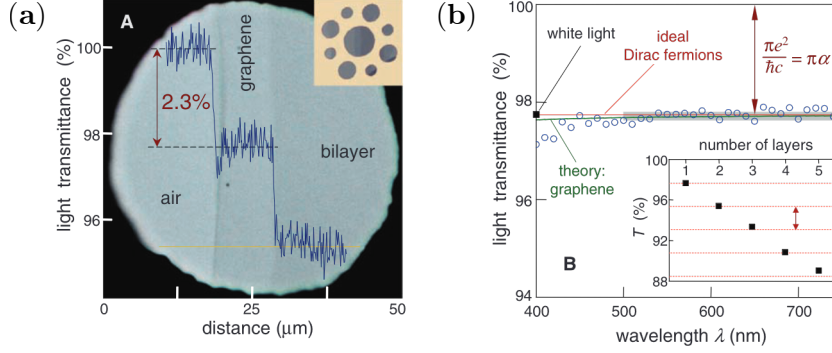 (a)
A
100
98
96
light transmittance (%)
2.3%
graphene
air
bilayer
0
25
50
distance (μm)
(b)
100
98
96
94
light transmittance (%)
white light
ideal
Dirac fermions
πe²/ħc = πα
theory:
graphene
B
number of layers
1 2 3 4 5
100
96
92
88
T (%)
400 500 600 700
wavelength λ (nm)